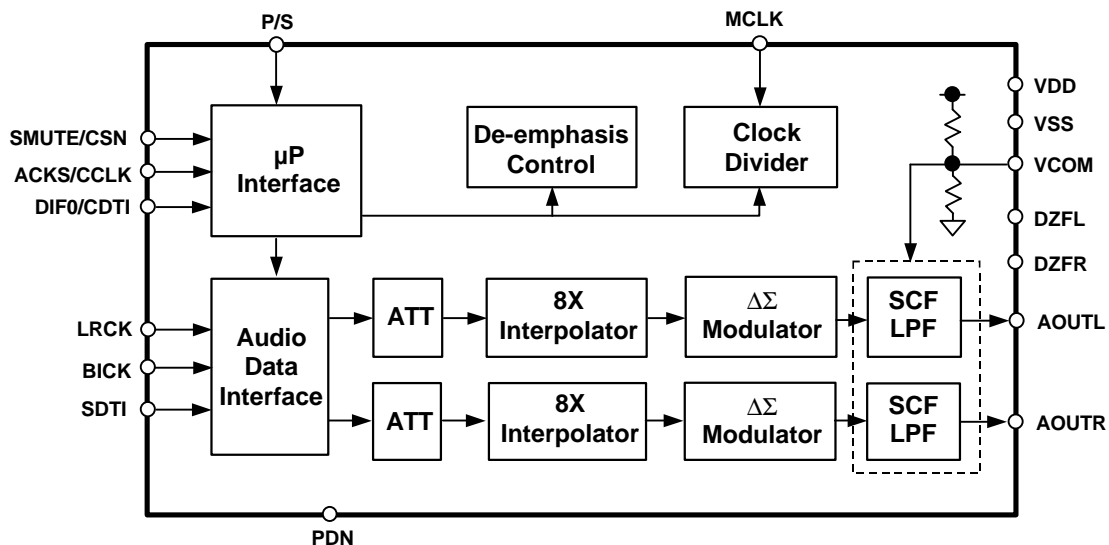 P/S
MCLK
VDD
VSS
VCOM
DZFL
DZFR
AOUTL
AOUTR
SMUTE/CSN
ACKS/CCLK
DIF0/CDTI
µP
Interface
De-emphasis
Control
Clock
Divider
LRCK
BICK
SDTI
Audio
Data
Interface
ATT
8X
Interpolator
ΔΣ
Modulator
SCF
LPF
ATT
8X
Interpolator
ΔΣ
Modulator
SCF
LPF
PDN